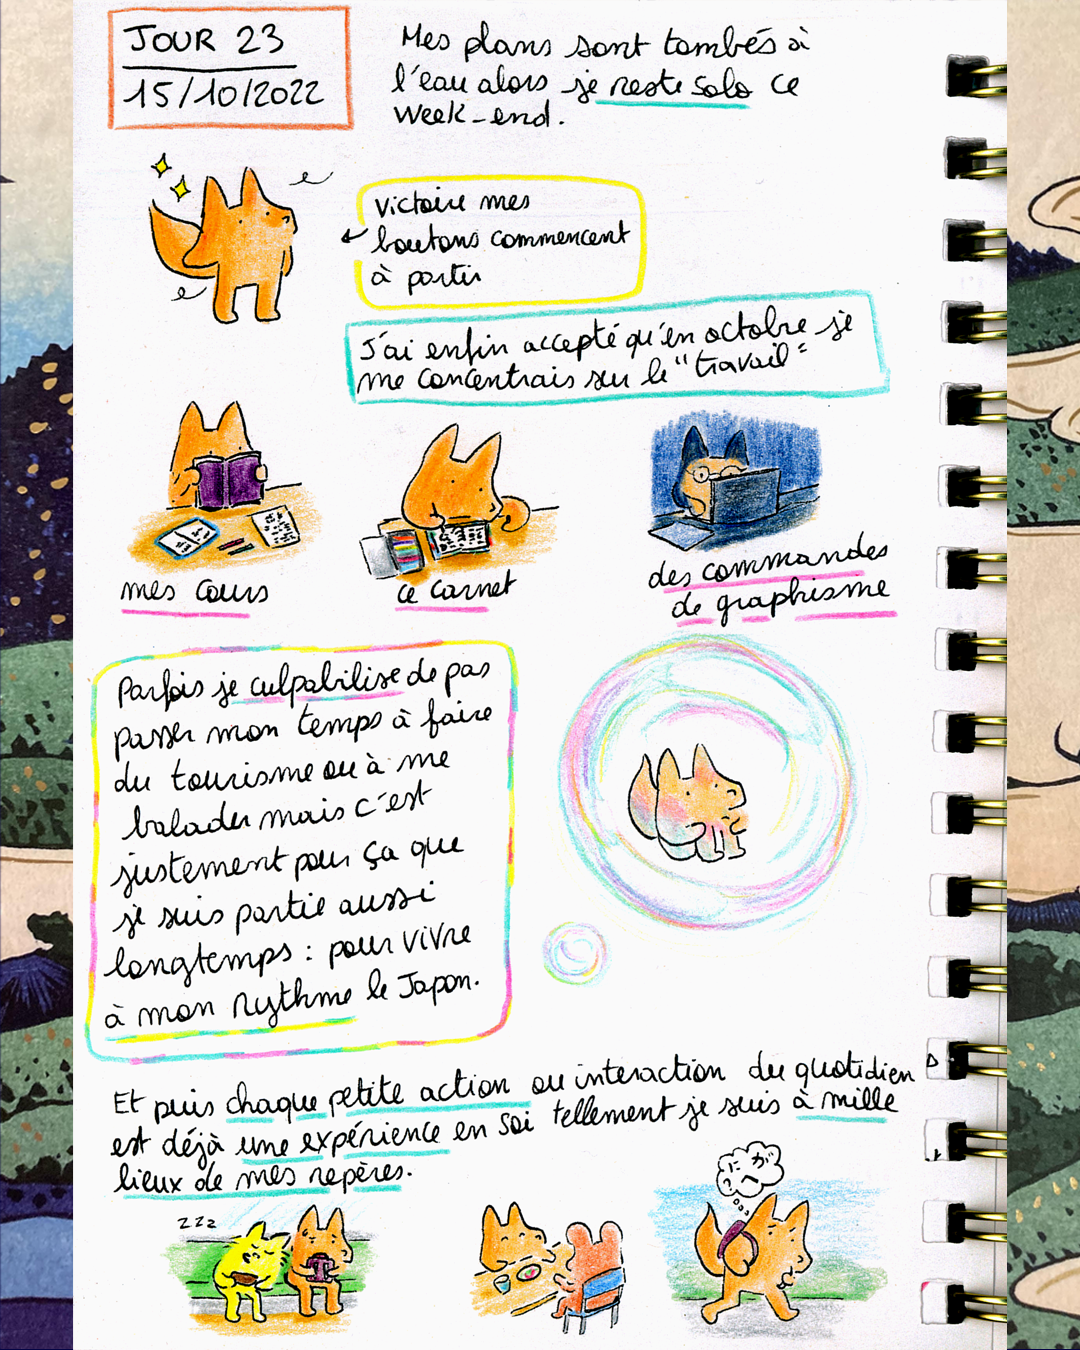 JOUR 23
15/10/2022
Mes plans sont tombés à
l'eau alors je reste solo ce
week-end.
Victoire mes
boutons commencent
à partir
J'ai enfin accepté qu'en octobre je
me concentrais sur le "travail"
mes cours
ce carnet
des commandes
de graphisme
Parfois je culpabilise de pas
passer mon temps à faire
du tourisme ou à me
balader mais c'est
justement pour ça que
je suis partie aussi
longtemps : pour vivre
à mon rythme le Japon.
Et puis chaque petite action ou interaction du quotidien
est déjà une expérience en soi tellement je suis à mille
lieux de mes repères.
zzz